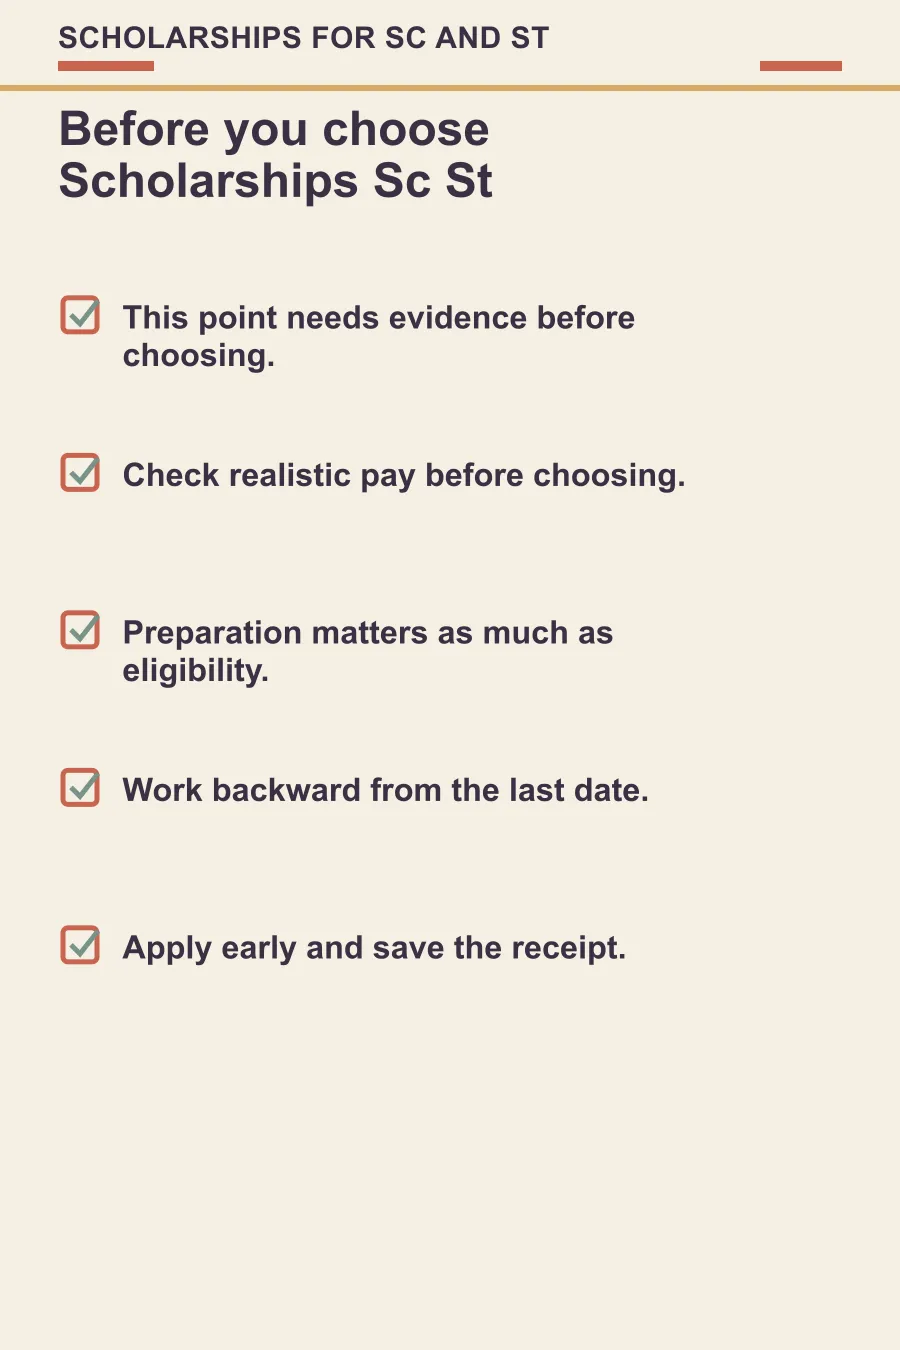 SCHOLARSHIPS FOR SC AND ST
Before you choose
Scholarships Sc St
This point needs evidence before
choosing.
Check realistic pay before choosing.
Preparation matters as much as
eligibility.
Work backward from the last date.
Apply early and save the receipt.